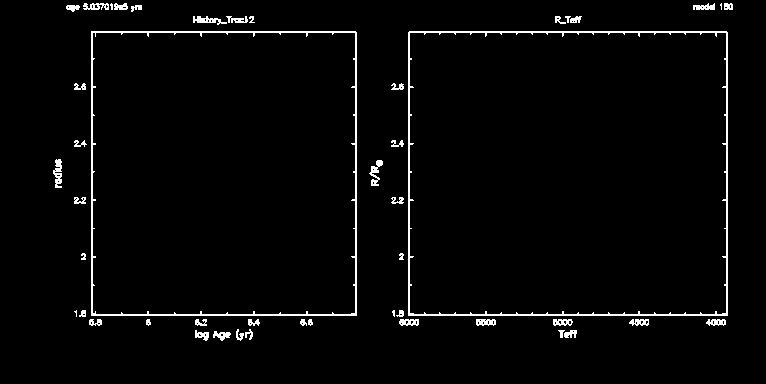 age 5.037019e5 yrs
model 150
History_Track2
R_Teff
2.6
2.4
2.2
2
1.8
radius
5.8 6 6.2 6.4 6.6
log Age (yr)
2.6
2.4
2.2
2
1.8
R/R⊙
6000 5500 5000 4500 4000
Teff